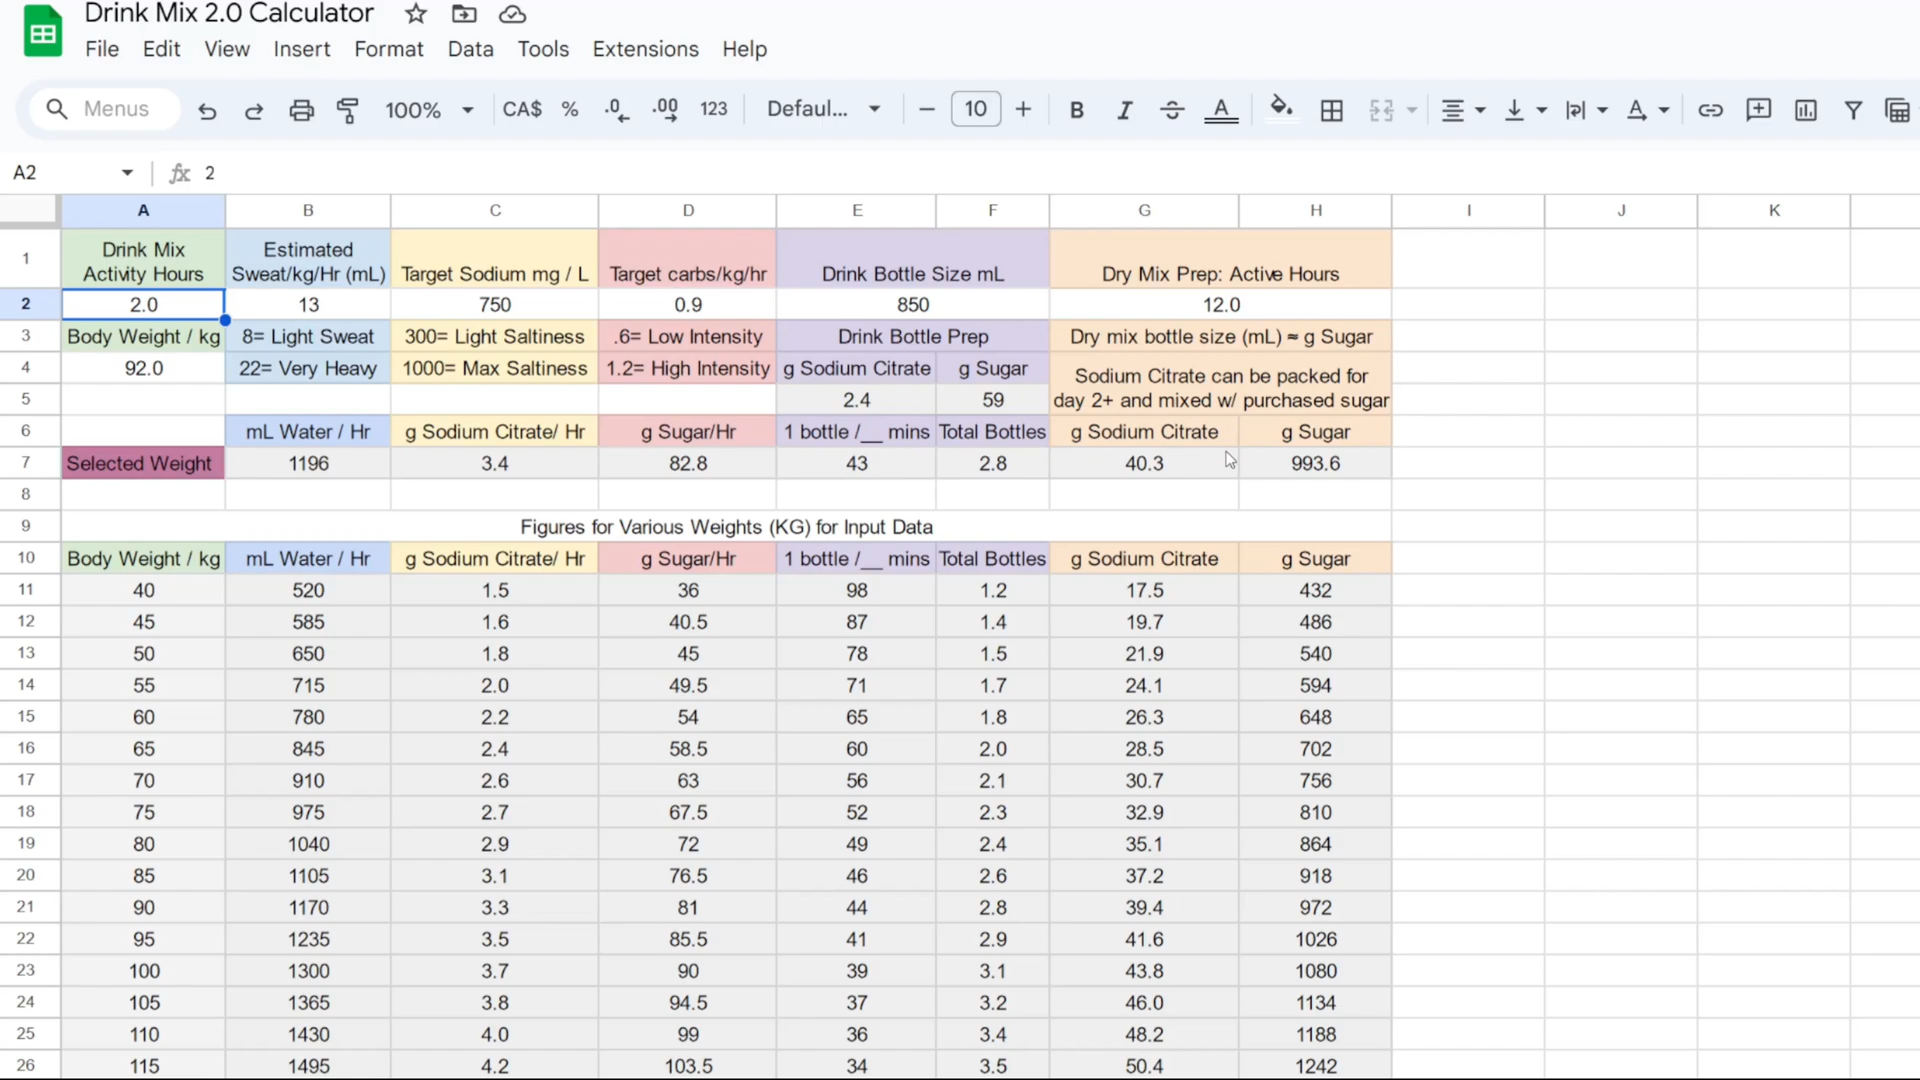 Drink Mix 2.0 Calculator
File Edit View Insert Format Data Tools Extensions Help
Menus 100% CA$ % .0 .00 123 Defaul... − 10 + B I S A A
A2 fx 2
A B C D E F G H I J K
1 Drink Mix Activity Hours Estimated Sweat/kg/Hr (mL) Target Sodium mg / L Target carbs/kg/hr Drink Bottle Size mL Dry Mix Prep: Active Hours
2 2.0 13 750 0.9 850 12.0
3 Body Weight / kg 8= Light Sweat 300= Light Saltiness .6= Low Intensity Drink Bottle Prep Dry mix bottle size (mL) ≈ g Sugar
4 92.0 22= Very Heavy 1000= Max Saltiness 1.2= High Intensity g Sodium Citrate g Sugar Sodium Citrate can be packed for
5 2.4 59 day 2+ and mixed w/ purchased sugar
6 mL Water / Hr g Sodium Citrate/ Hr g Sugar/Hr 1 bottle /__ mins Total Bottles g Sodium Citrate g Sugar
7 Selected Weight 1196 3.4 82.8 43 2.8 40.3 993.6
8
9 Figures for Various Weights (KG) for Input Data
10 Body Weight / kg mL Water / Hr g Sodium Citrate/ Hr g Sugar/Hr 1 bottle /__ mins Total Bottles g Sodium Citrate g Sugar
11 40 520 1.5 36 98 1.2 17.5 432
12 45 585 1.6 40.5 87 1.4 19.7 486
13 50 650 1.8 45 78 1.5 21.9 540
14 55 715 2.0 49.5 71 1.7 24.1 594
15 60 780 2.2 54 65 1.8 26.3 648
16 65 845 2.4 58.5 60 2.0 28.5 702
17 70 910 2.6 63 56 2.1 30.7 756
18 75 975 2.7 67.5 52 2.3 32.9 810
19 80 1040 2.9 72 49 2.4 35.1 864
20 85 1105 3.1 76.5 46 2.6 37.2 918
21 90 1170 3.3 81 44 2.8 39.4 972
22 95 1235 3.5 85.5 41 2.9 41.6 1026
23 100 1300 3.7 90 39 3.1 43.8 1080
24 105 1365 3.8 94.5 37 3.2 46.0 1134
25 110 1430 4.0 99 36 3.4 48.2 1188
26 115 1495 4.2 103.5 34 3.5 50.4 1242